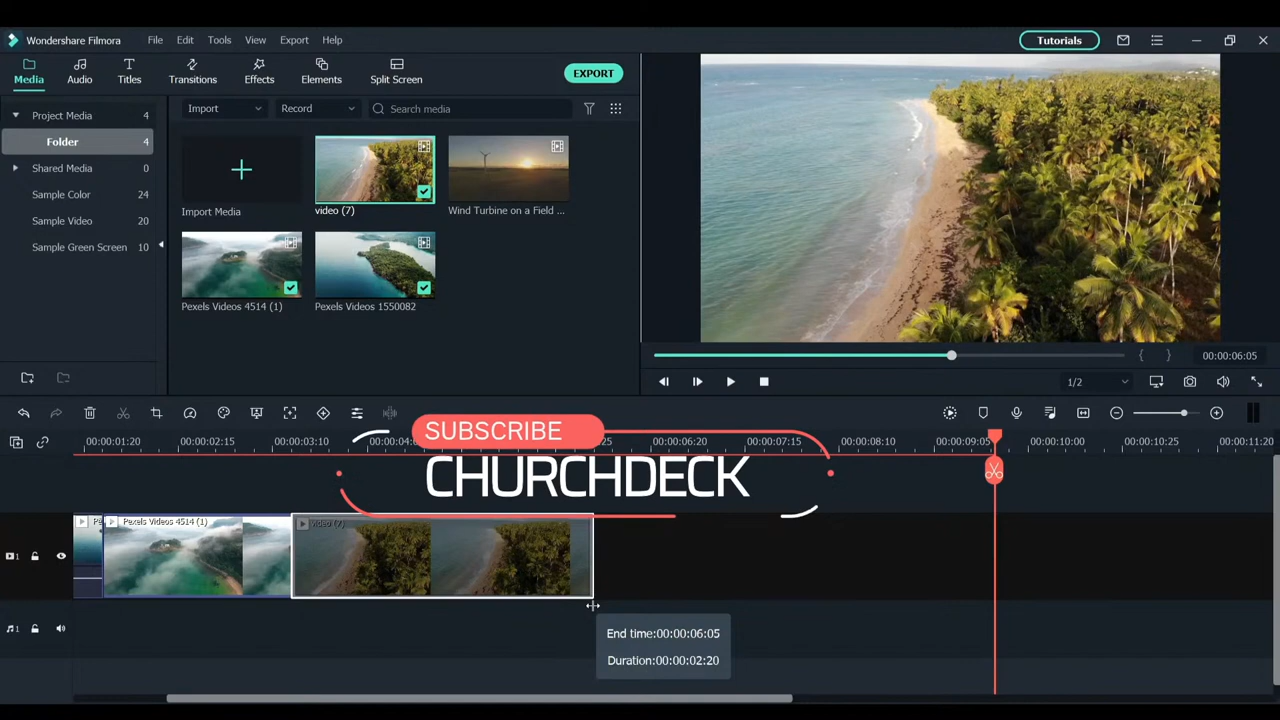 Wondershare Filmora File Edit Tools View Export Help Tutorials
Media Audio Titles Transitions Effects Elements Split Screen EXPORT
Project Media 4
Folder 4
Shared Media 0
Sample Color 24
Sample Video 20
Sample Green Screen 10
Import Record Search media
Import Media
video (7)
Wind Turbine on a Field ...
Pexels Videos 4514 (1)
Pexels Videos 1550082
00:00:06:05
1/2
00:00:01:20 00:00:02:15 00:00:03:10 00:00:06:20 00:00:07:15 00:00:08:10 00:00:09:05 00:00:10:00 00:00:10:25 00:00:11:20
SUBSCRIBE
CHURCHDECK
Pexels Videos 4514 (1)
video (7)
1
1
End time:00:00:06:05
Duration:00:00:02:20